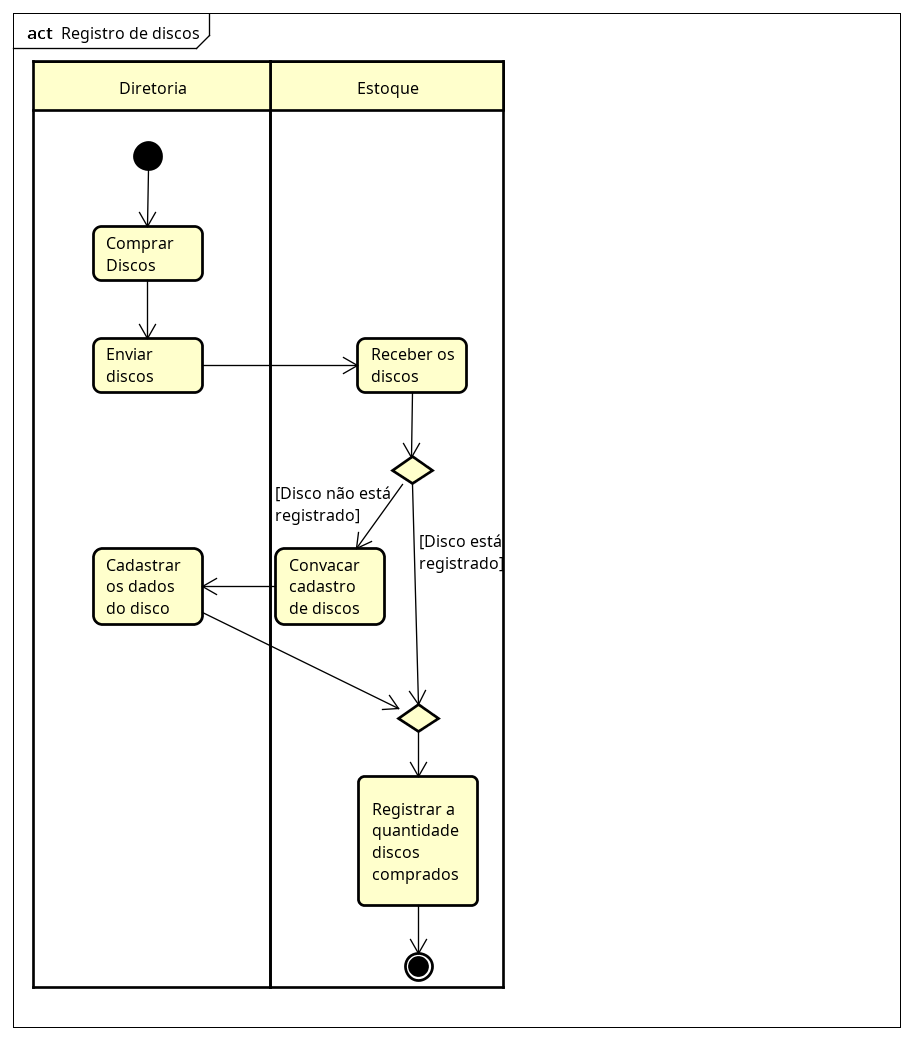 act Registro de discos
Diretoria
Estoque
Comprar
Discos
Enviar
discos
Receber os
discos
[Disco não está
registrado]
[Disco está
registrado]
Cadastrar
os dados
do disco
Convacar
cadastro
de discos
Registrar a
quantidade
discos
comprados